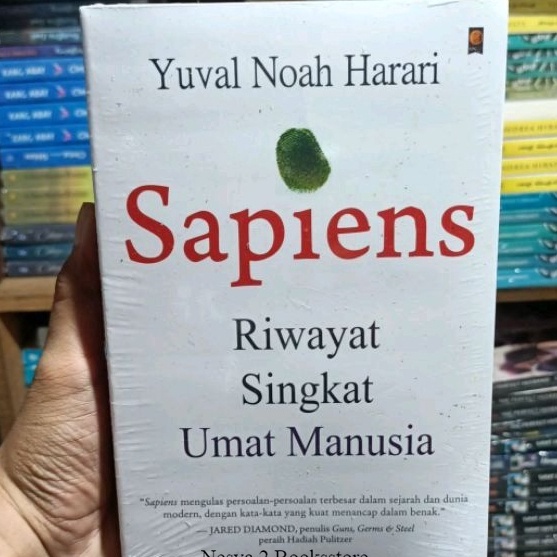 Yuval Noah Harari
Sapiens
Riwayat
Singkat
Umat Manusia
"Sapiens mengulas persoalan-persoalan terbesar dalam sejarah dan dunia
modern, dengan kata-kata yang kuat menancap dalam benak."
— JARED DIAMOND, penulis Guns, Germs & Steel
peraih Hadiah Pulitzer